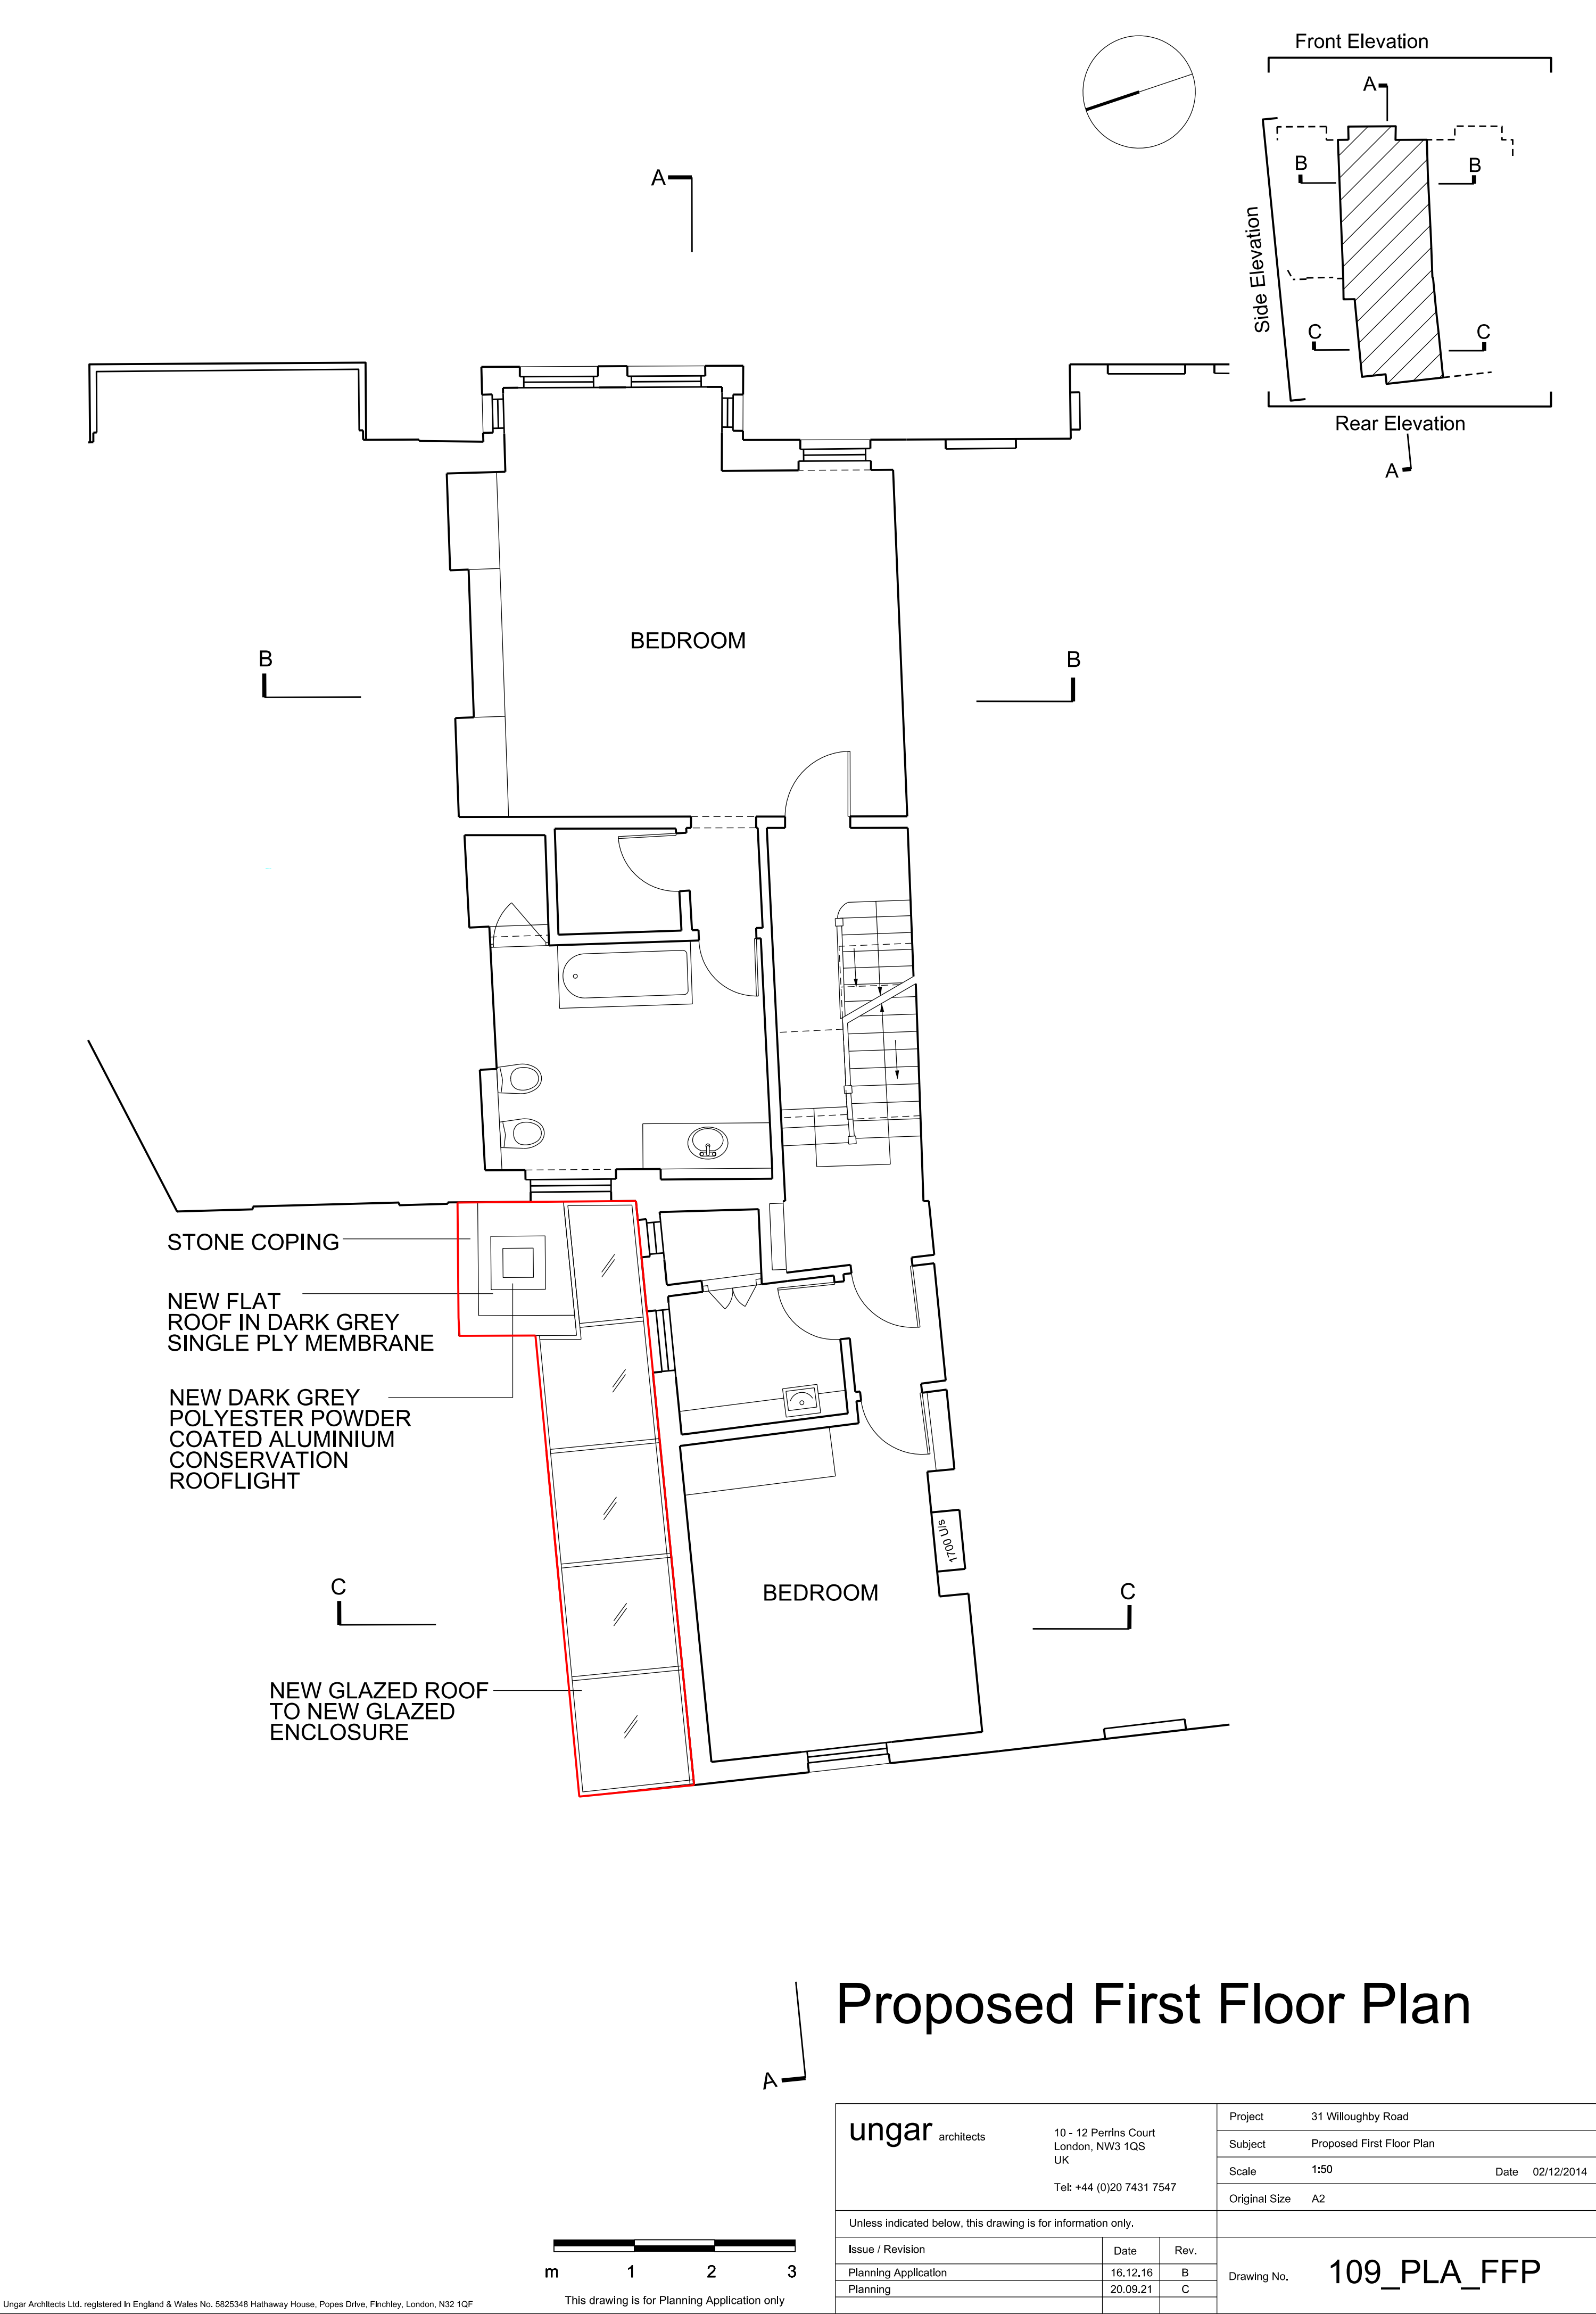 Front Elevation
A
B
B
Side Elevation
C
C
Rear Elevation
A
A
BEDROOM
B
B
STONE COPING
NEW FLAT
ROOF IN DARK GREY
SINGLE PLY MEMBRANE
NEW DARK GREY
POLYESTER POWDER
COATED ALUMINIUM
CONSERVATION
ROOFLIGHT
1700 U/s
BEDROOM
C
C
NEW GLAZED ROOF
TO NEW GLAZED
ENCLOSURE
Proposed First Floor Plan
A
ungar architects
10 - 12 Perrins Court
London, NW3 1QS
UK
Tel: +44 (0)20 7431 7547
Project 31 Willoughby Road
Subject Proposed First Floor Plan
Scale 1:50 Date 02/12/2014
Original Size A2
Unless indicated below, this drawing is for information only.
Issue / Revision Date Rev.
Planning Application 16.12.16 B
Planning 20.09.21 C
Drawing No. 109_PLA_FFP
m 1 2 3
This drawing is for Planning Application only
Ungar Architects Ltd. registered in England & Wales No. 5825348 Hathaway House, Popes Drive, Finchley, London, N32 1QF